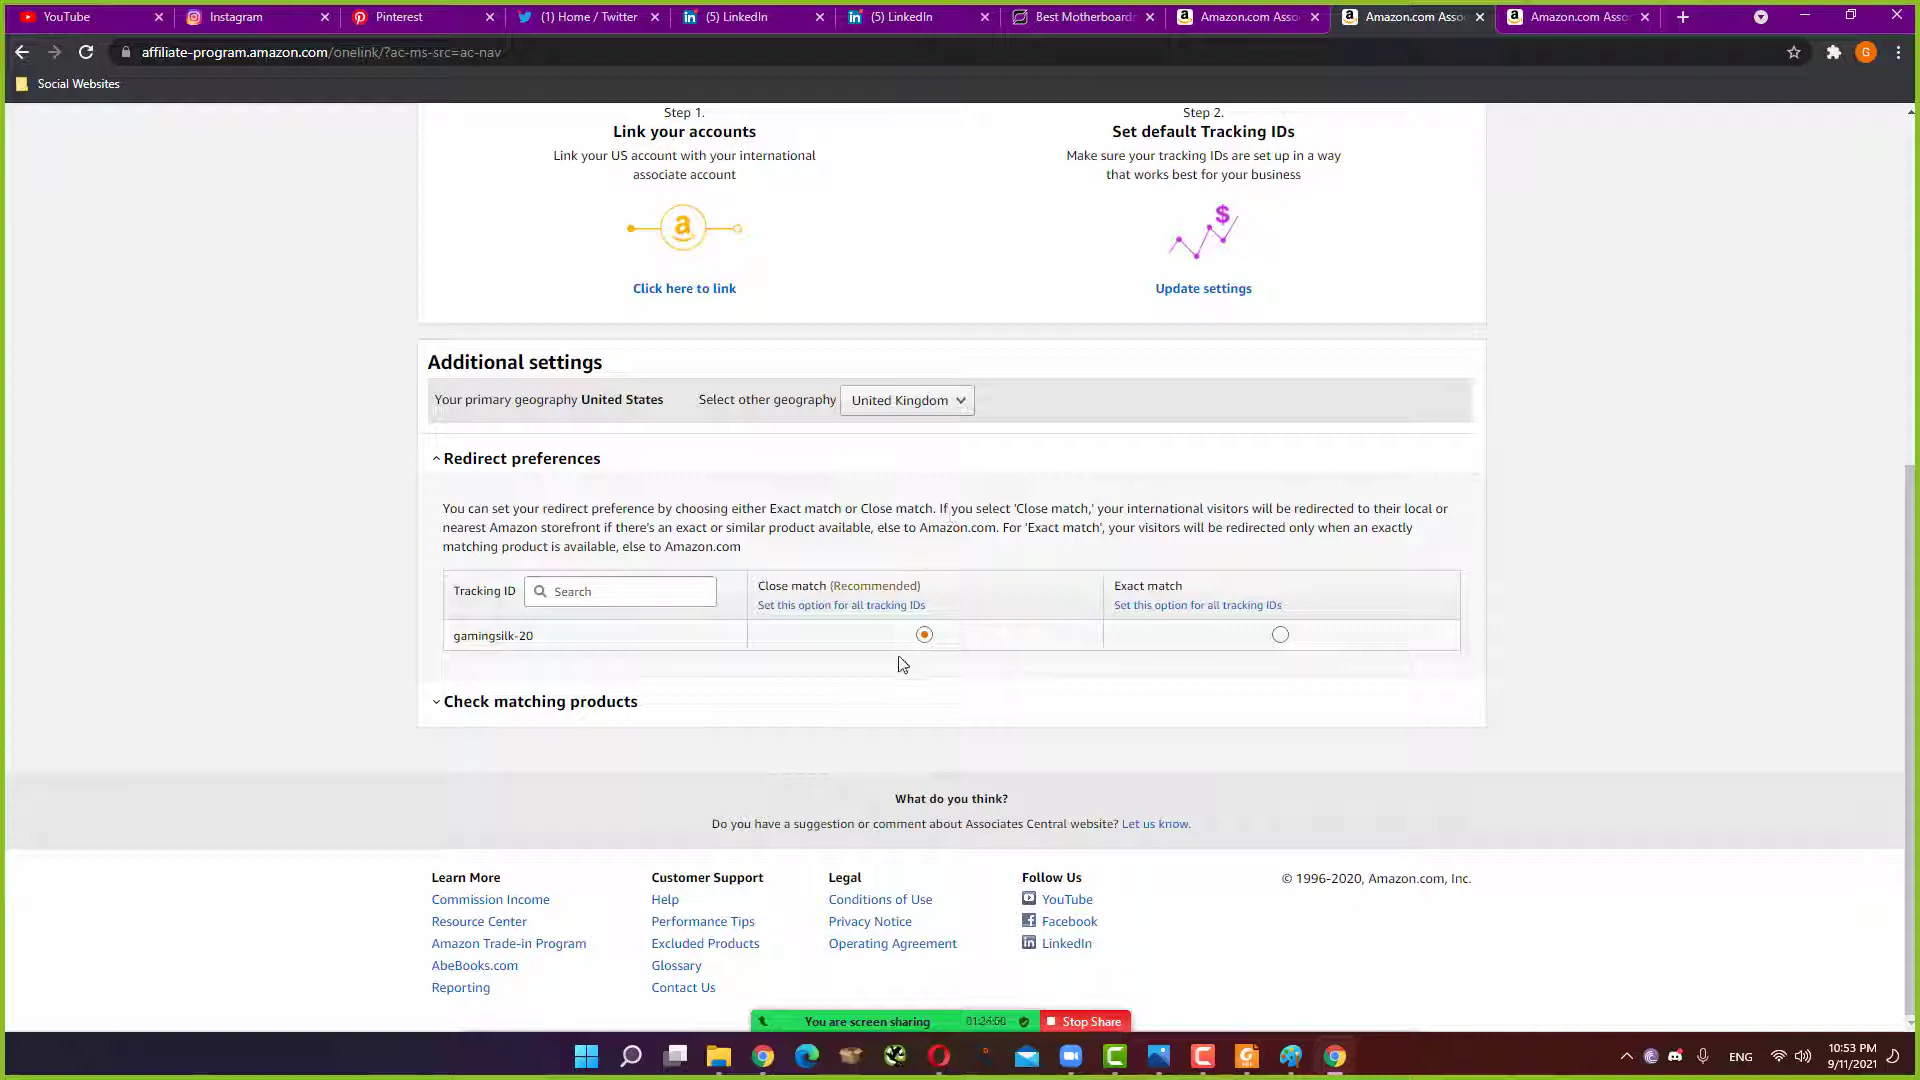 YouTube
Instagram
Pinterest
(1) Home / Twitter
(5) LinkedIn
(5) LinkedIn
Best Motherboard
Amazon.com Asso
Amazon.com Asso
Amazon.com Asso
affiliate-program.amazon.com/onelink/?ac-ms-src=ac-nav
G
Social Websites
Step 1.
Link your accounts
Link your US account with your international
associate account
Click here to link
Step 2.
Set default Tracking IDs
Make sure your tracking IDs are set up in a way
that works best for your business
Update settings
Additional settings
Your primary geography United States Select other geography United Kingdom
Redirect preferences
You can set your redirect preference by choosing either Exact match or Close match. If you select 'Close match,' your international visitors will be redirected to their local or
nearest Amazon storefront if there's an exact or similar product available, else to Amazon.com. For 'Exact match', your visitors will be redirected only when an exactly
matching product is available, else to Amazon.com
Tracking ID Search
Close match (Recommended)
Set this option for all tracking IDs
Exact match
Set this option for all tracking IDs
gamingsilk-20
Check matching products
What do you think?
Do you have a suggestion or comment about Associates Central website? Let us know.
Learn More
Commission Income
Resource Center
Amazon Trade-in Program
AbeBooks.com
Reporting
Customer Support
Help
Performance Tips
Excluded Products
Glossary
Contact Us
Legal
Conditions of Use
Privacy Notice
Operating Agreement
Follow Us
YouTube
Facebook
LinkedIn
© 1996-2020, Amazon.com, Inc.
You are screen sharing
Stop Share
ENG
10:53 PM
9/11/2021